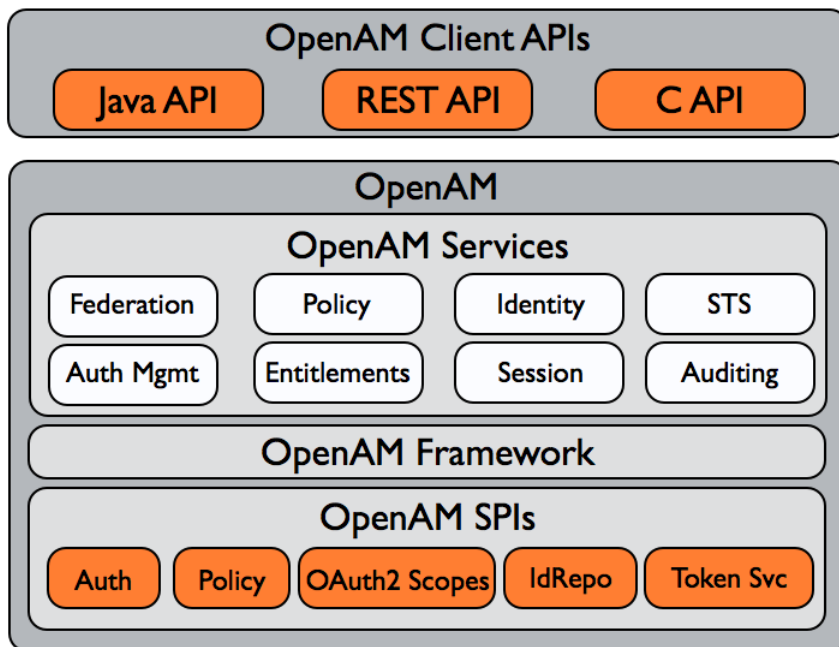 OpenAM Client APIs
Java API
REST API
C API
OpenAM
OpenAM Services
Federation
Policy
Identity
STS
Auth Mgmt
Entitlements
Session
Auditing
OpenAM Framework
OpenAM SPIs
Auth
Policy
OAuth2 Scopes
IdRepo
Token Svc